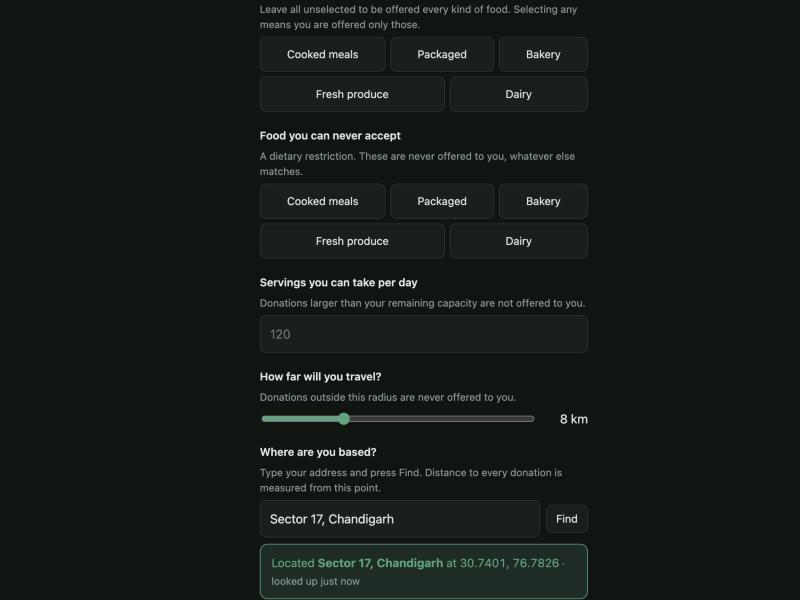 Leave all unselected to be offered every kind of food. Selecting any
means you are offered only those.
Cooked meals
Packaged
Bakery
Fresh produce
Dairy
Food you can never accept
A dietary restriction. These are never offered to you, whatever else
matches.
Cooked meals
Packaged
Bakery
Fresh produce
Dairy
Servings you can take per day
Donations larger than your remaining capacity are not offered to you.
120
How far will you travel?
Donations outside this radius are never offered to you.
8 km
Where are you based?
Type your address and press Find. Distance to every donation is
measured from this point.
Sector 17, Chandigarh
Find
Located Sector 17, Chandigarh at 30.7401, 76.7826 ·
looked up just now